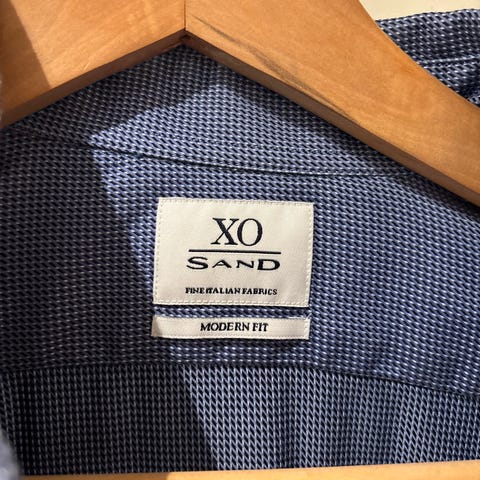 XO
SAND
FINE ITALIAN FABRICS
MODERN FIT